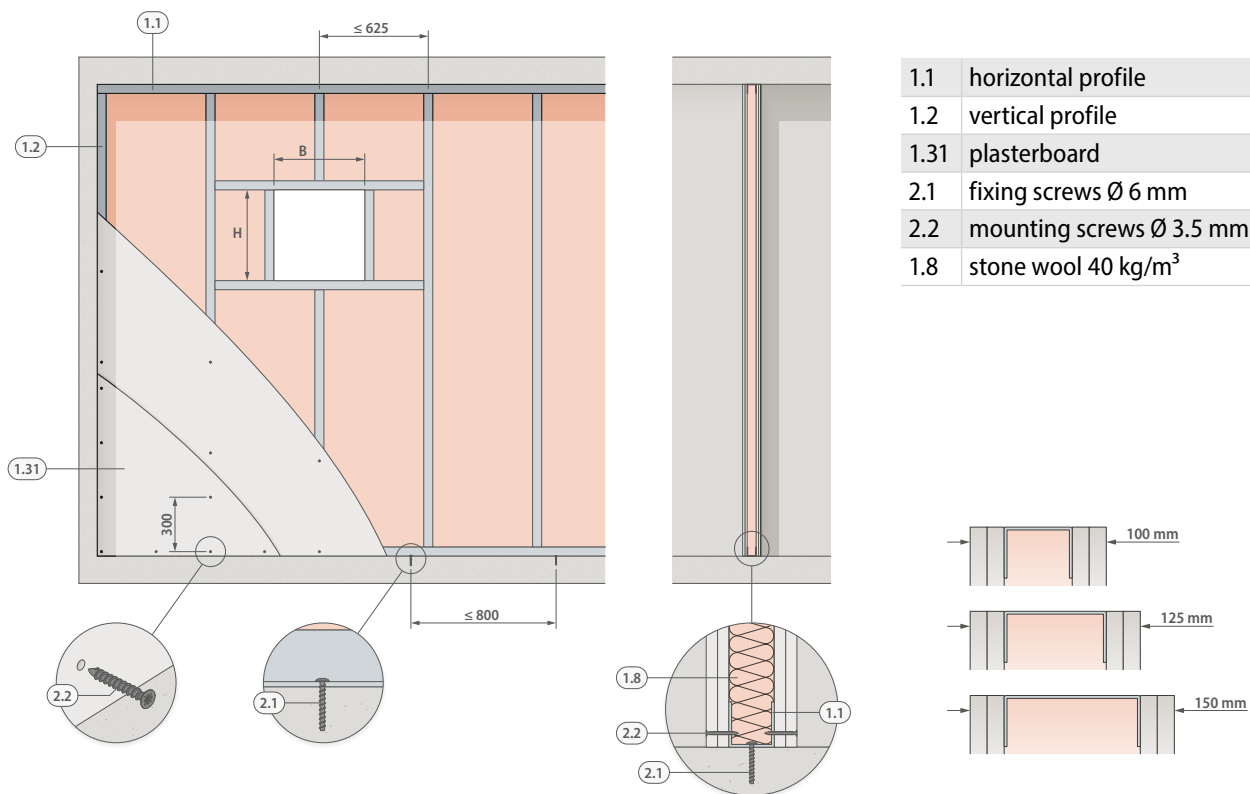 1.1
≤ 625
1.2
B
H
1.31
300
≤ 800
2.2
2.1
1.8
1.1
2.2
2.1
1.1 horizontal profile
1.2 vertical profile
1.31 plasterboard
2.1 fixing screws Ø 6 mm
2.2 mounting screws Ø 3.5 mm
1.8 stone wool 40 kg/m³
100 mm
125 mm
150 mm